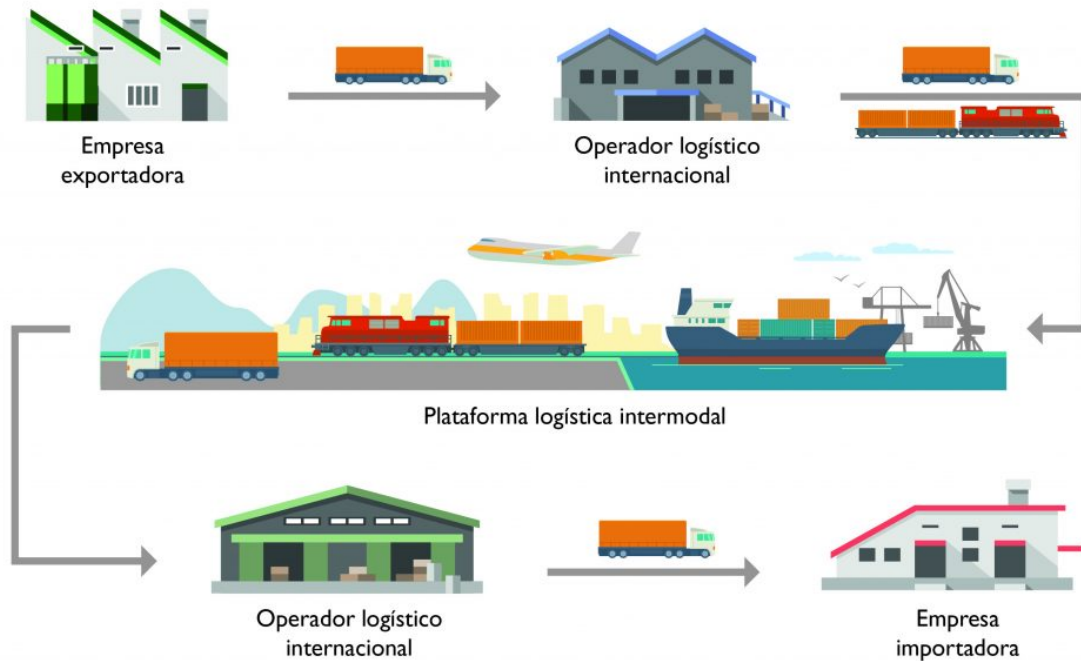 Empresa
exportadora
Operador logístico
internacional
Plataforma logística intermodal
Operador logístico
internacional
Empresa
importadora